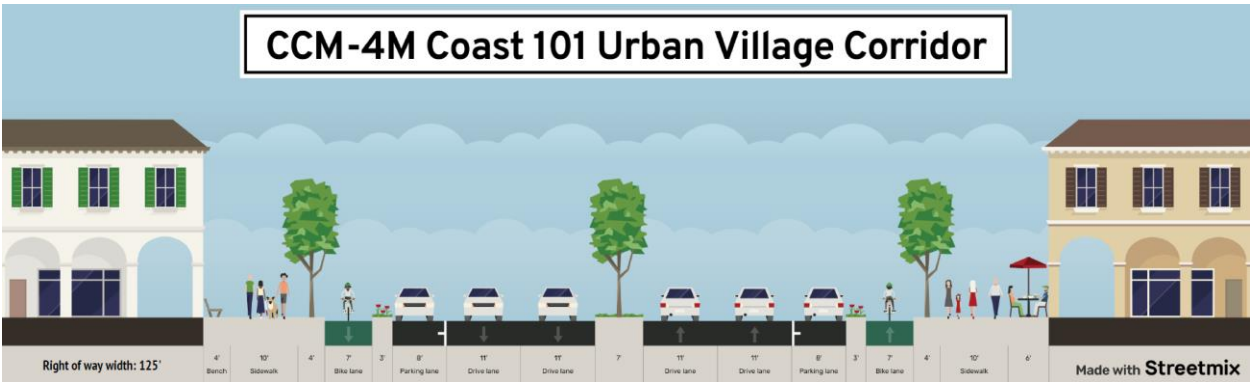 CCM-4M Coast 101 Urban Village Corridor
Right of way width: 125'
4' 10' 4' 7' 3' 8' 11' 11' 7' 11' 11' 8' 3' 7' 4' 10' 6'
Bench Sidewalk Bike lane Parking lane Drive lane Drive lane Drive lane Drive lane Parking lane Bike lane Sidewalk
Made with Streetmix